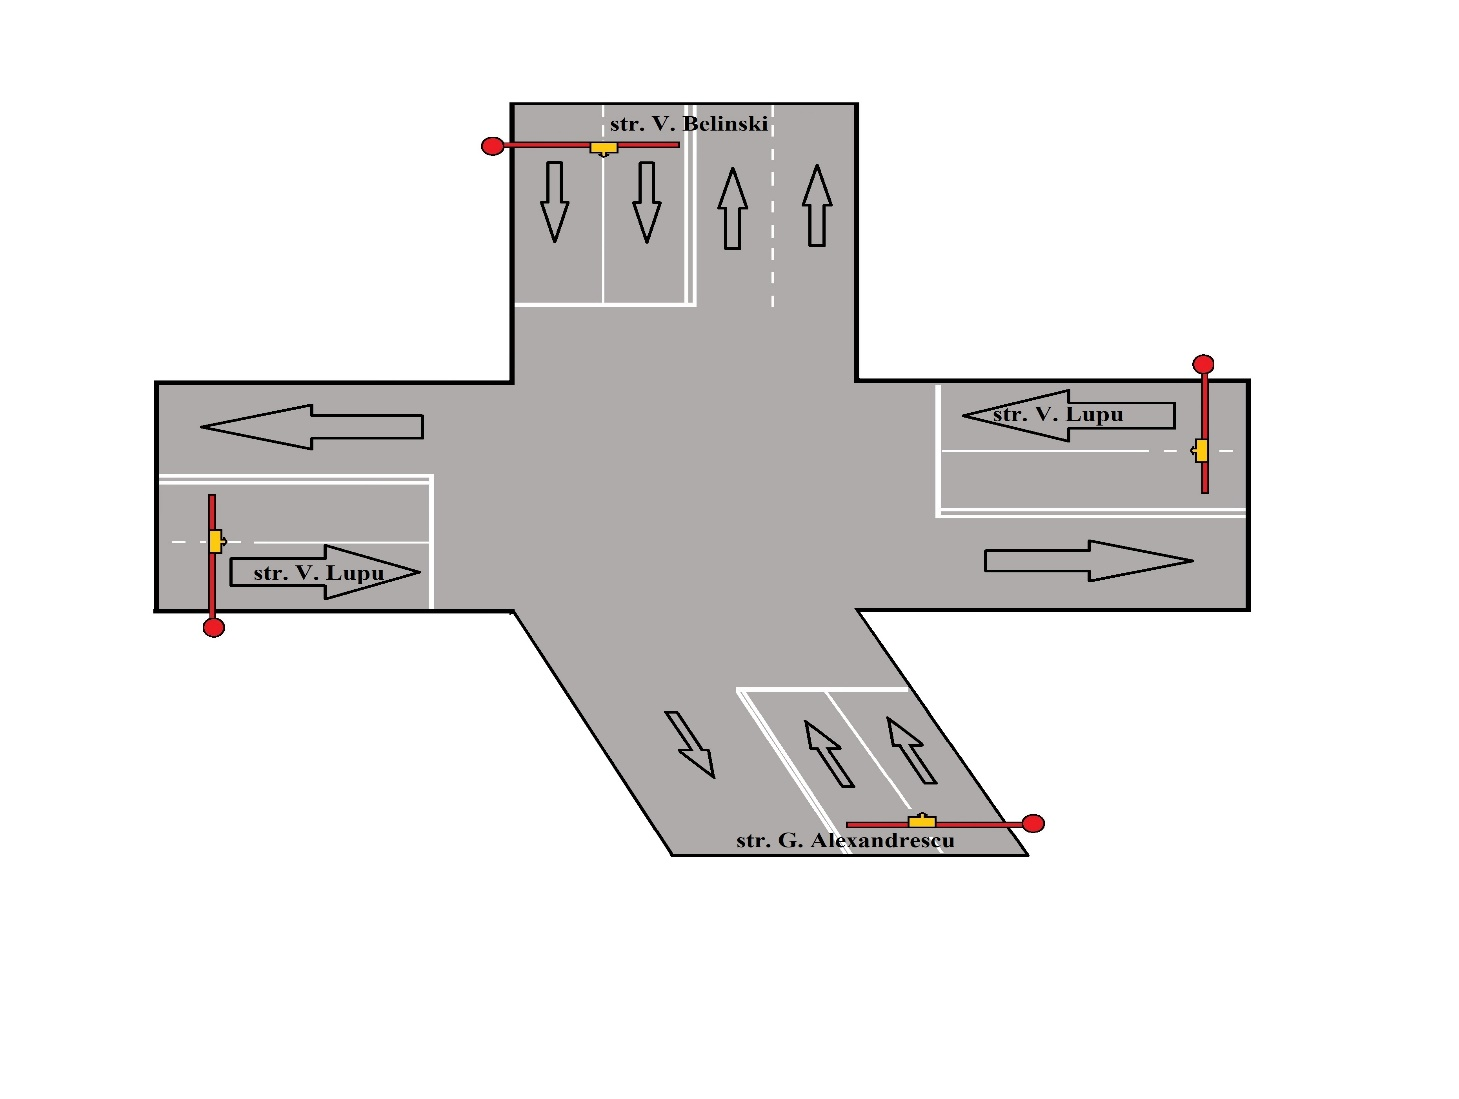 str. V. Belinski
str. V. Lupu
str. V. Lupu
str. G. Alexandrescu